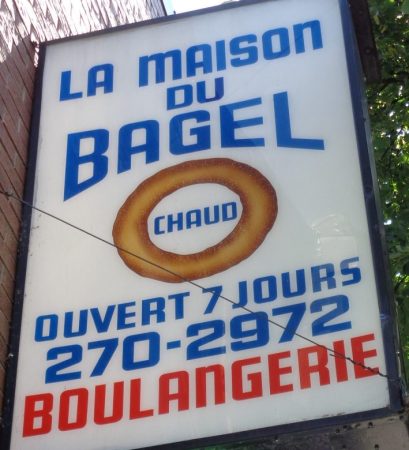 LA MAISON
DU
BAGEL
CHAUD
OUVERT 7 JOURS
270-2972
BOULANGERIE